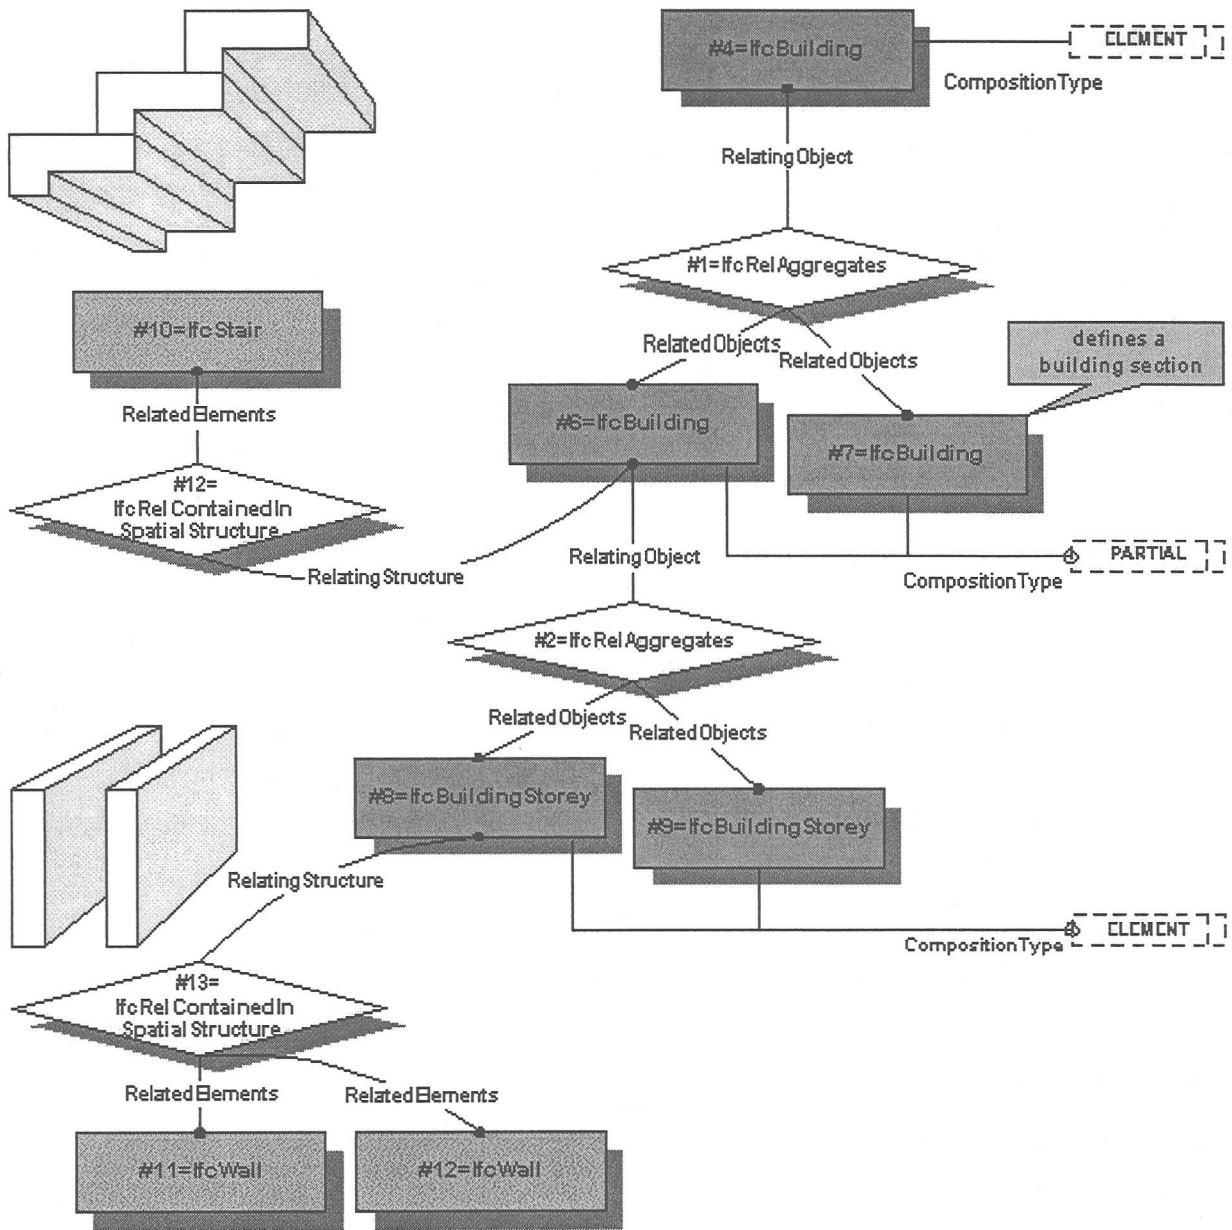 #4=IfcBuilding
ELEMENT
CompositionType
RelatingObject
#1=IfcRelAggregates
#10=IfcStair
RelatedObjects
RelatedObjects
defines a
building section
RelatedElements
#6=IfcBuilding
#7=IfcBuilding
#12=
IfcRelContainedIn
SpatialStructure
RelatingStructure
RelatingObject
PARTIAL
CompositionType
#2=IfcRelAggregates
RelatedObjects
RelatedObjects
#8=IfcBuildingStorey
#9=IfcBuildingStorey
RelatingStructure
ELEMENT
CompositionType
#13=
IfcRelContainedIn
SpatialStructure
RelatedElements
RelatedElements
#11=IfcWall
#12=IfcWall